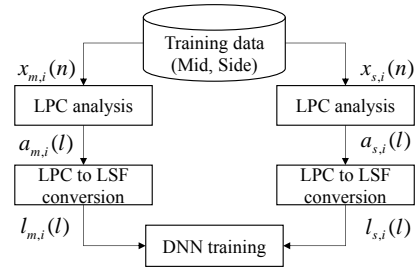 Training data
(Mid, Side)
x_{m,i}(n)
x_{s,i}(n)
LPC analysis
LPC analysis
a_{m,i}(l)
a_{s,i}(l)
LPC to LSF
conversion
LPC to LSF
conversion
l_{m,i}(l)
l_{s,i}(l)
DNN training